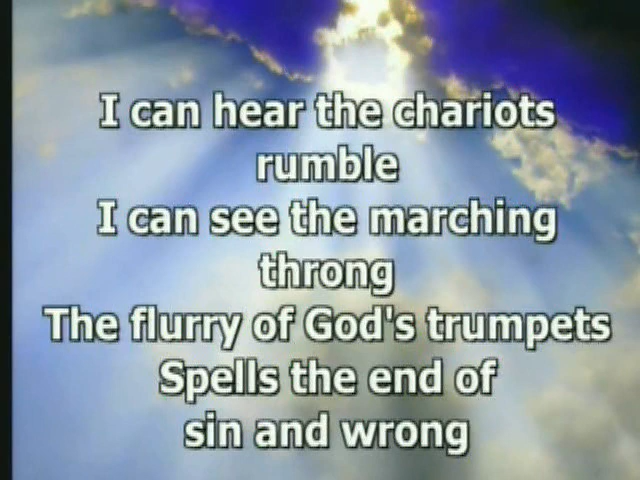 I can hear the chariots
rumble
I can see the marching
throng
The flurry of God's trumpets
Spells the end of
sin and wrong